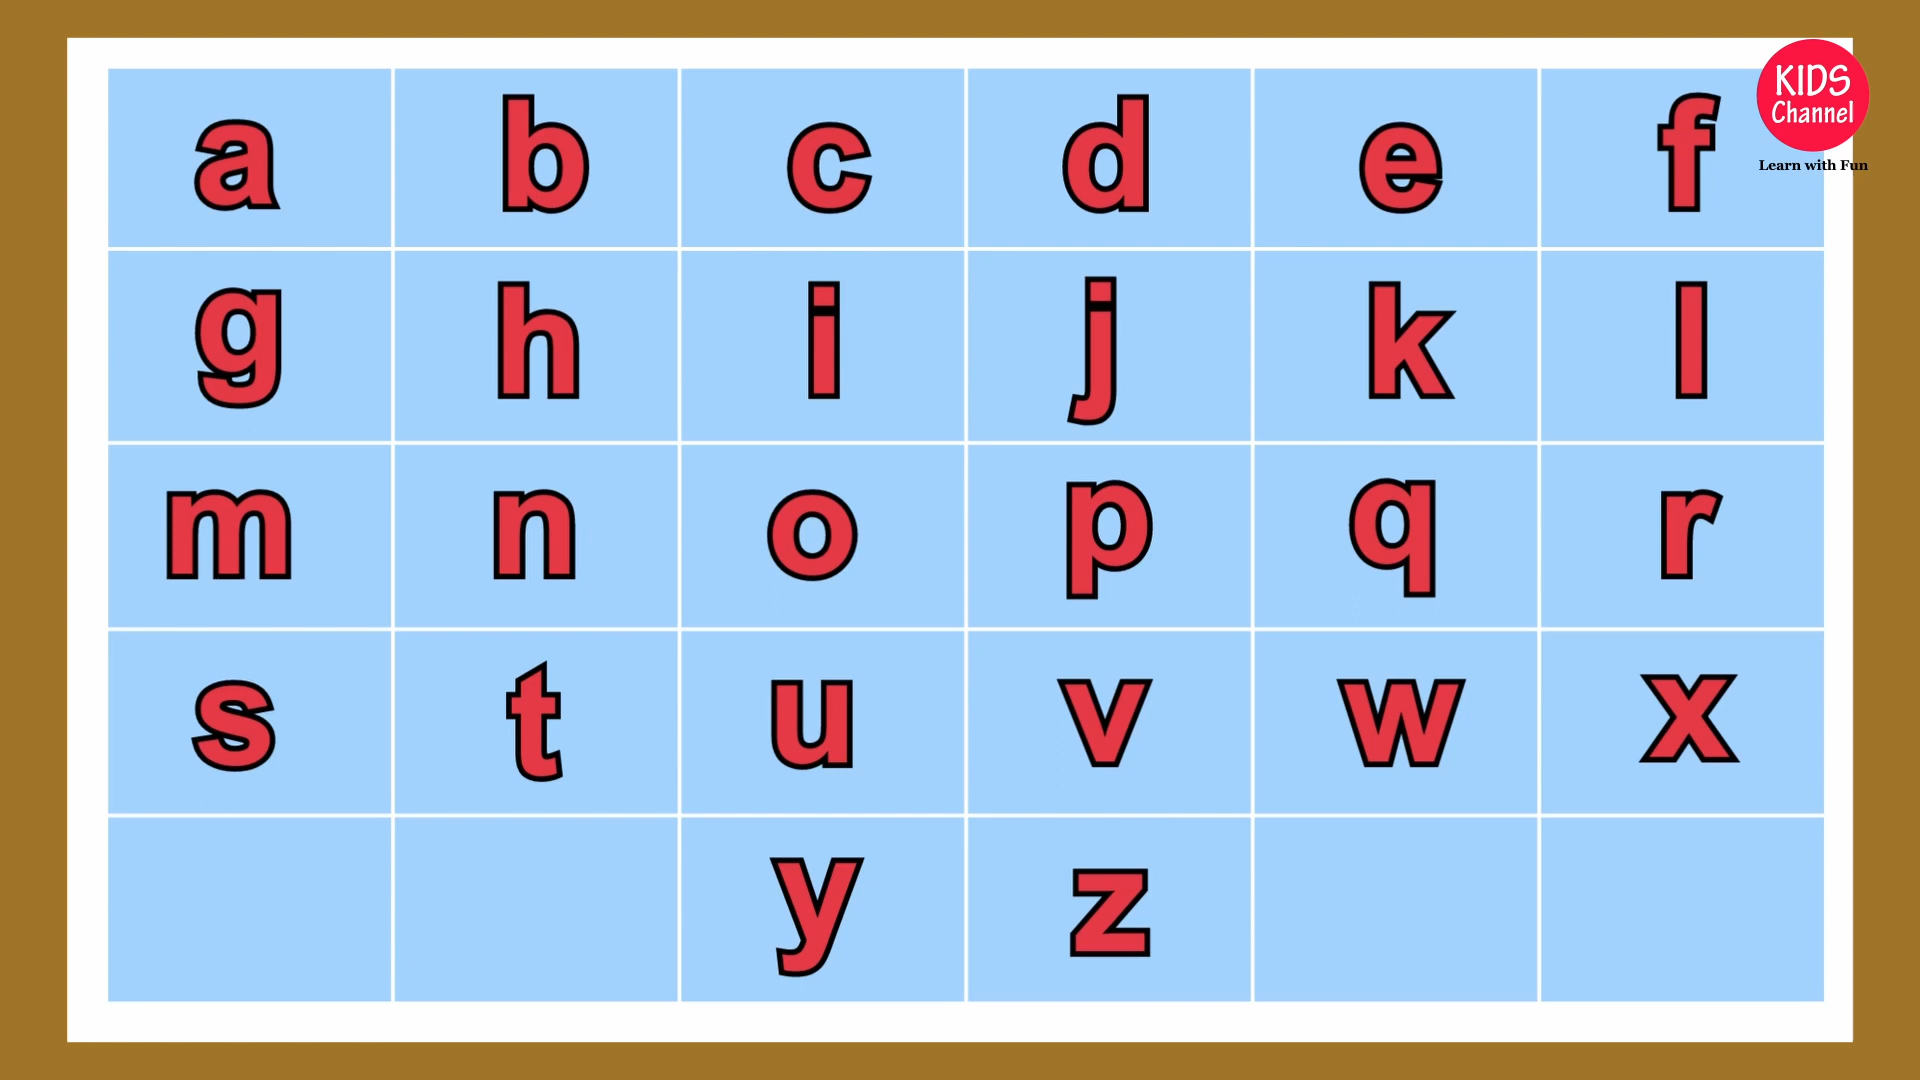 a b c d e f
g h i j k l
m n o p q r
s t u v w x
y z
KIDS
Channel
Learn with Fun